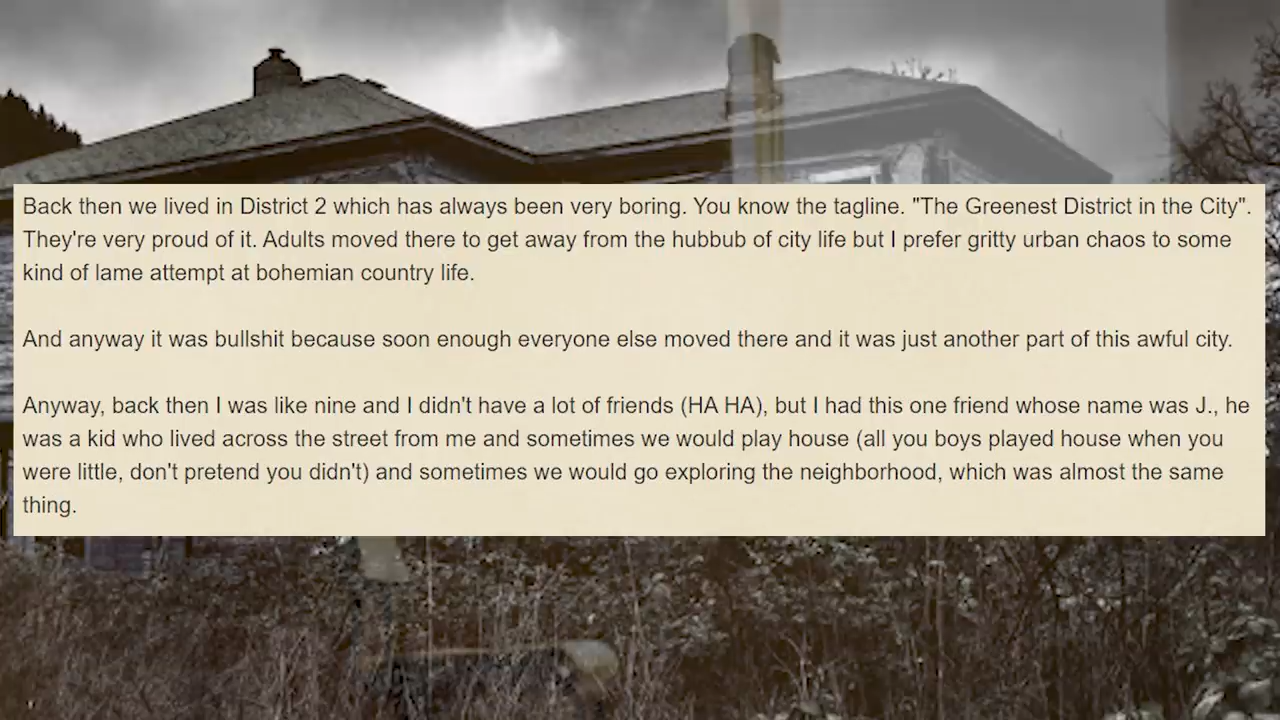 Back then we lived in District 2 which has always been very boring. You know the tagline. "The Greenest District in the City".
They're very proud of it. Adults moved there to get away from the hubbub of city life but I prefer gritty urban chaos to some
kind of lame attempt at bohemian country life.
And anyway it was bullshit because soon enough everyone else moved there and it was just another part of this awful city.
Anyway, back then I was like nine and I didn't have a lot of friends (HA HA), but I had this one friend whose name was J., he
was a kid who lived across the street from me and sometimes we would play house (all you boys played house when you
were little, don't pretend you didn't) and sometimes we would go exploring the neighborhood, which was almost the same
thing.